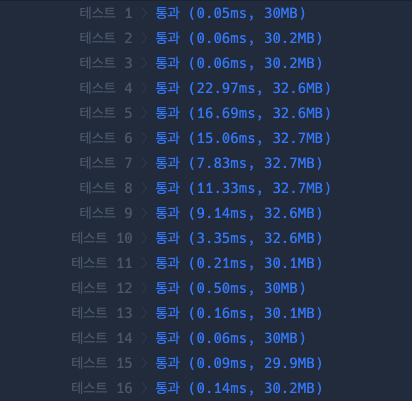 테스트 1 > 통과 (0.05ms, 30MB)
테스트 2 > 통과 (0.06ms, 30.2MB)
테스트 3 > 통과 (0.06ms, 30.2MB)
테스트 4 > 통과 (22.97ms, 32.6MB)
테스트 5 > 통과 (16.69ms, 32.6MB)
테스트 6 > 통과 (15.06ms, 32.7MB)
테스트 7 > 통과 (7.83ms, 32.7MB)
테스트 8 > 통과 (11.33ms, 32.7MB)
테스트 9 > 통과 (9.14ms, 32.6MB)
테스트 10 > 통과 (3.35ms, 32.6MB)
테스트 11 > 통과 (0.21ms, 30.1MB)
테스트 12 > 통과 (0.50ms, 30MB)
테스트 13 > 통과 (0.16ms, 30.1MB)
테스트 14 > 통과 (0.06ms, 30MB)
테스트 15 > 통과 (0.09ms, 29.9MB)
테스트 16 > 통과 (0.14ms, 30.2MB)